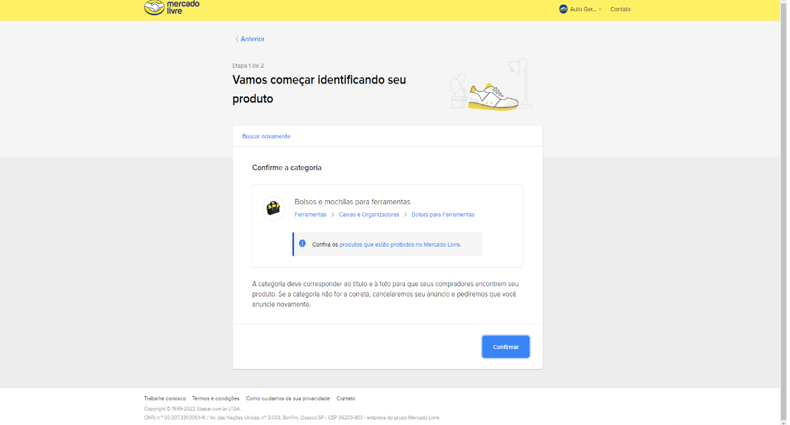 mercado
livre
Auto Ger...
Contato
Anterior
Etapa 1 de 2
Vamos começar identificando seu
produto
Buscar novamente
Confirme a categoria
Bolsos e mochilas para ferramentas
Ferramentas > Caixas e Organizadores > Bolsas para Ferramentas
Confira os produtos que estão proibidos no Mercado Livre.
A categoria deve corresponder ao título e à foto para que seus compradores encontrem seu
produto. Se a categoria não for a correta, cancelaremos seu anúncio e pediremos que você
anuncie novamente.
Confirmar
Trabalhe conosco Termos e condições Como cuidamos da sua privacidade Contato
Copyright © 1999-2022 Ebazar.com.br LTDA.
CNPJ n.º 03.007.331/0001-41 / Av. das Nações Unidas, nº 3.003, Bonfim, Osasco/SP - CEP 06233-903 - empresa do grupo Mercado Livre.